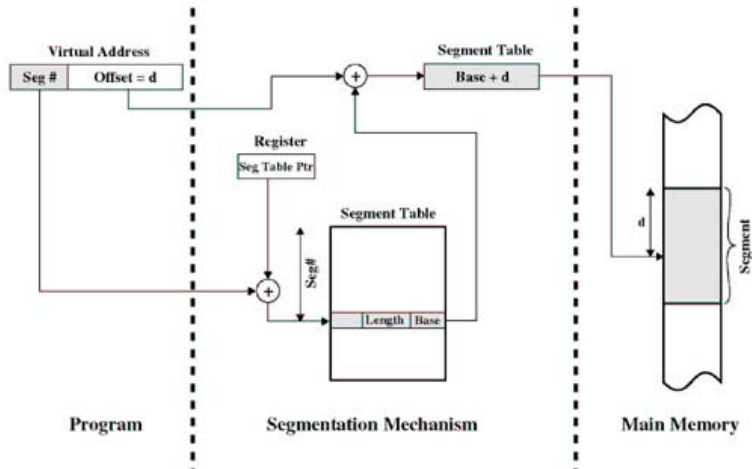 Virtual Address
Seg # Offset = d
Segment Table
Base + d
Register
Seg Table Ptr
Segment Table
Seg#
Length Base
d
Segment
Program
Segmentation Mechanism
Main Memory